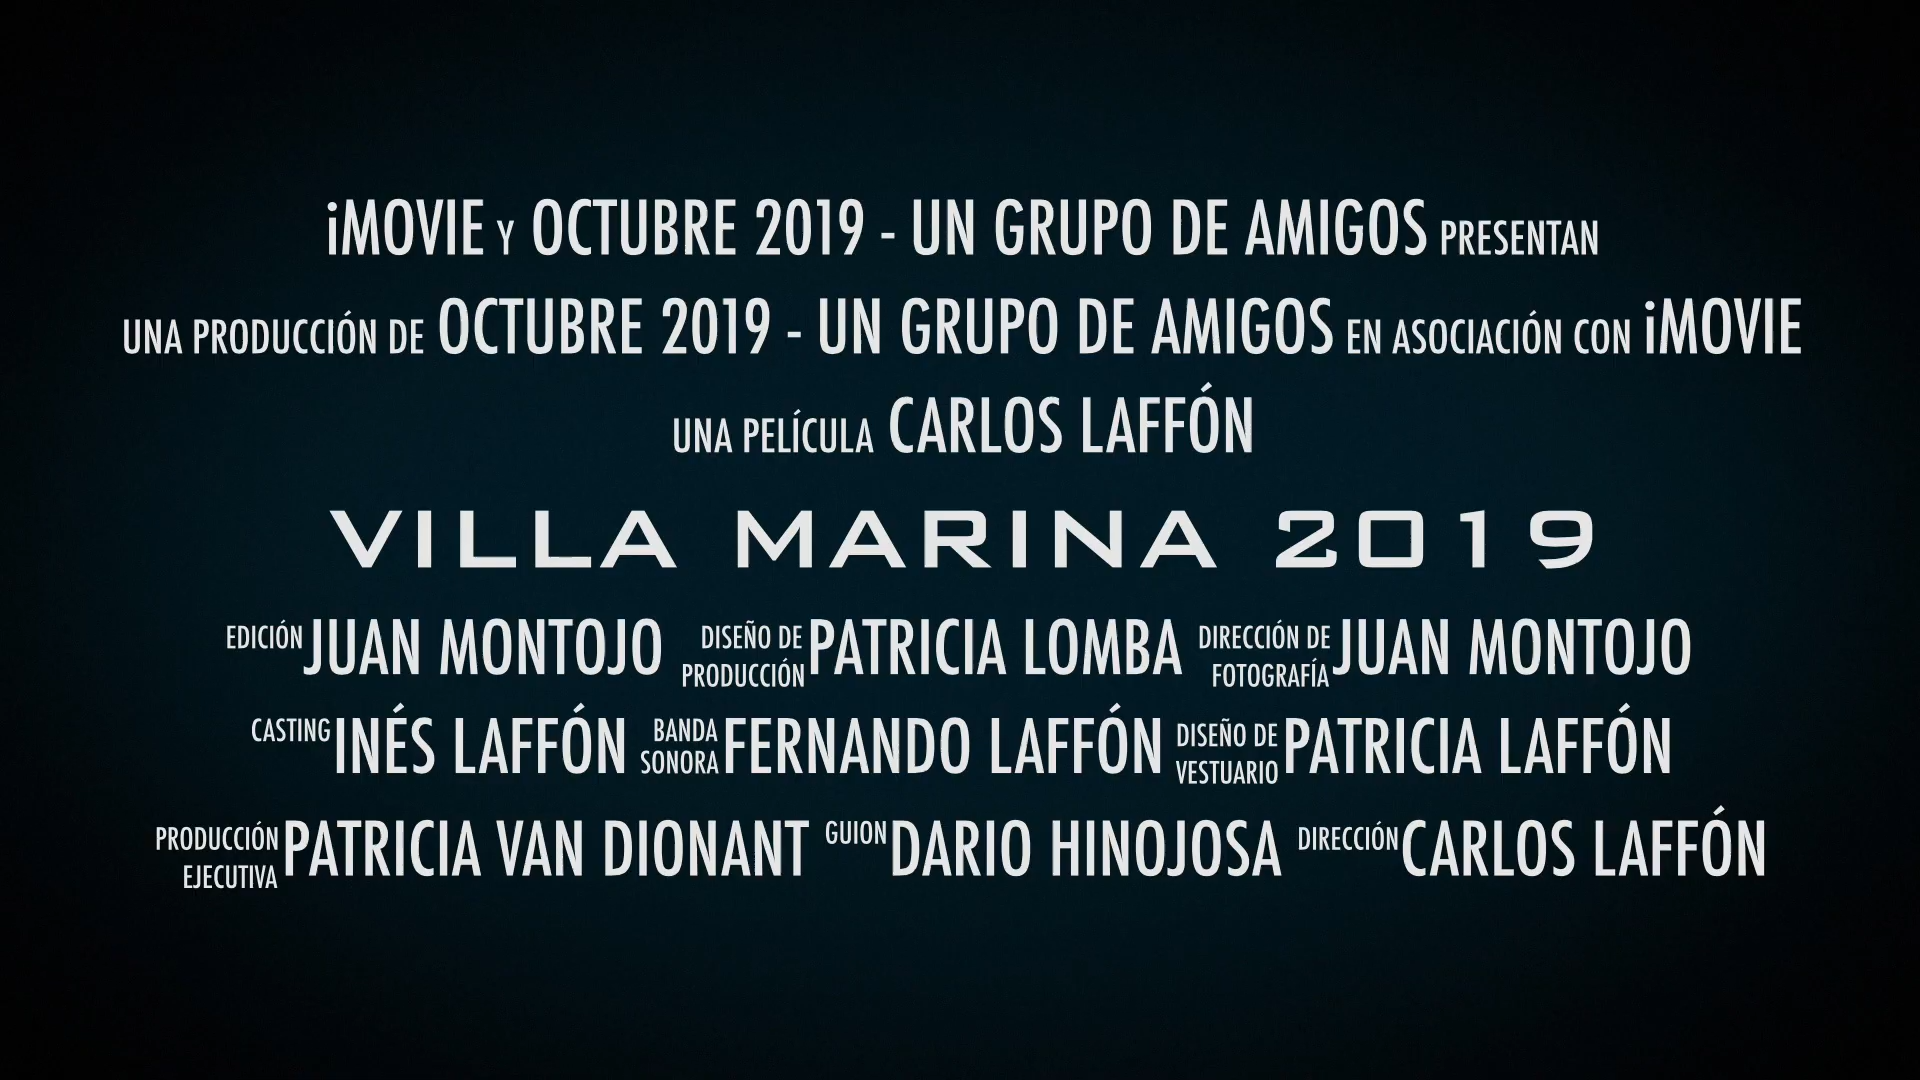 iMOVIE Y OCTUBRE 2019 - UN GRUPO DE AMIGOS PRESENTAN
UNA PRODUCCIÓN DE OCTUBRE 2019 - UN GRUPO DE AMIGOS EN ASOCIACIÓN CON iMOVIE
UNA PELÍCULA CARLOS LAFFÓN
VILLA MARINA 2019
EDICIÓN JUAN MONTOJO DISEÑO DE PRODUCCIÓN PATRICIA LOMBA DIRECCIÓN DE FOTOGRAFÍA JUAN MONTOJO
CASTING INÉS LAFFÓN BANDA SONORA FERNANDO LAFFÓN DISEÑO DE VESTUARIO PATRICIA LAFFÓN
PRODUCCIÓN EJECUTIVA PATRICIA VAN DIONANT GUION DARIO HINOJOSA DIRECCIÓN CARLOS LAFFÓN